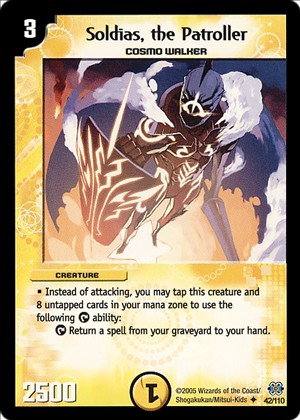 3
Soldias, the Patroller
COSMO WALKER
CREATURE
▪ Instead of attacking, you may tap this creature and
8 untapped cards in your mana zone to use the
following ability:
Return a spell from your graveyard to your hand.
2500
1
©2005 Wizards of the Coast/
Shogakukan/Mitsui-Kids ✦ 42/110